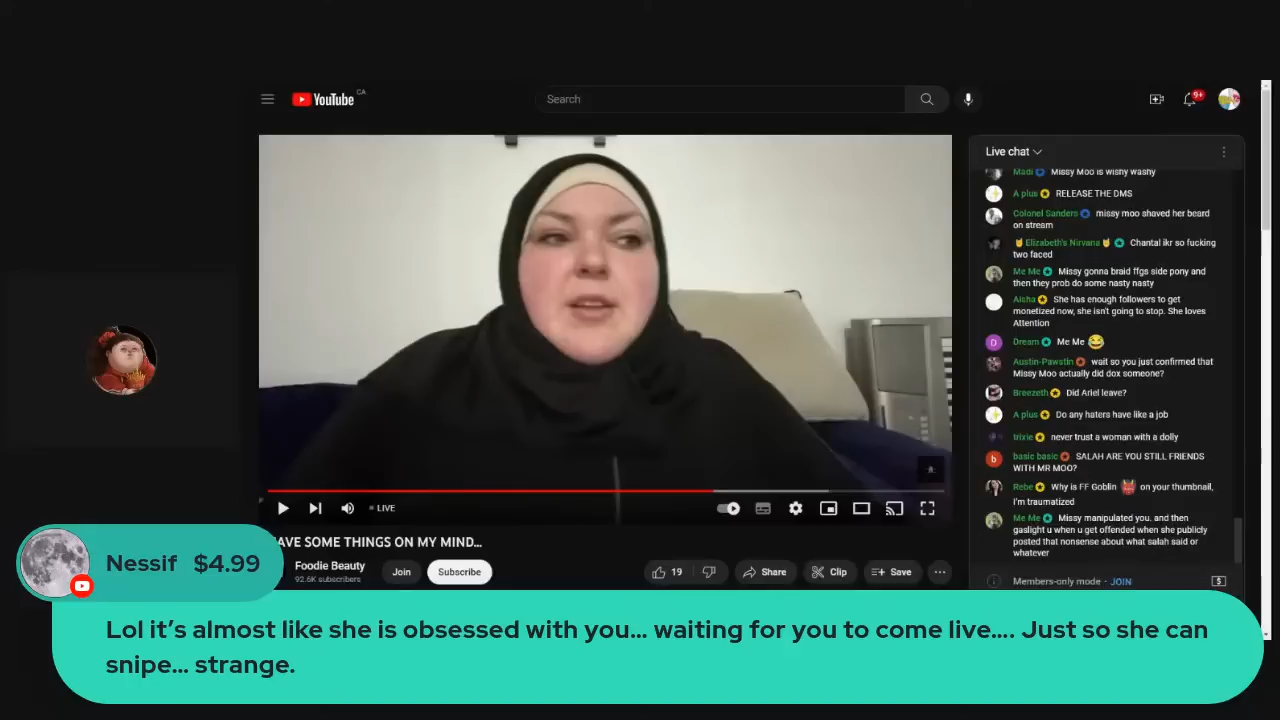 YouTube CA
Search
9+
Live chat
Madi Missy Moo is wishy washy
A plus RELEASE THE DMS
Colonel Sanders missy moo shaved her beard
on stream
Elizabeth's Nirvana Chantal ikr so fucking
two faced
Me Me Missy gonna braid ffgs side pony and
then they prob do some nasty nasty
Aisha She has enough followers to get
monetized now, she isn't going to stop. She loves
Attention
D Dream Me Me
Austin-Pawstin wait so you just confirmed that
Missy Moo actually did dox someone?
Breezeth Did Ariel leave?
A plus Do any haters have like a job
trixie never trust a woman with a dolly
b basic basic SALAH ARE YOU STILL FRIENDS
WITH MR MOO?
Rebe Why is FF Goblin on your thumbnail,
I'm traumatized
Me Me Missy manipulated you. and then
gaslight u when u get offended when she publicly
posted that nonsense about what salah said or
whatever
Members-only mode · JOIN
LIVE
AVE SOME THINGS ON MY MIND...
Foodie Beauty
92.6K subscribers
Join
Subscribe
19
Share
Clip
Save
Nessif $4.99
Lol it's almost like she is obsessed with you... waiting for you to come live.... Just so she can
snipe... strange.